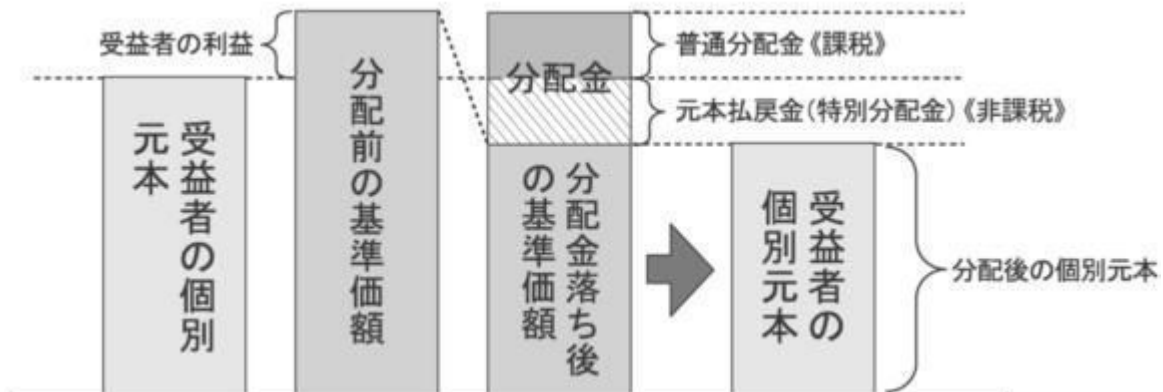 受益者の利益
受益者の個別
元本
分配前の基準価額
分配金
普通分配金《課税》
元本払戻金(特別分配金)《非課税》
分配金落ち後
の基準価額
受益者の
個別元本
分配後の個別元本